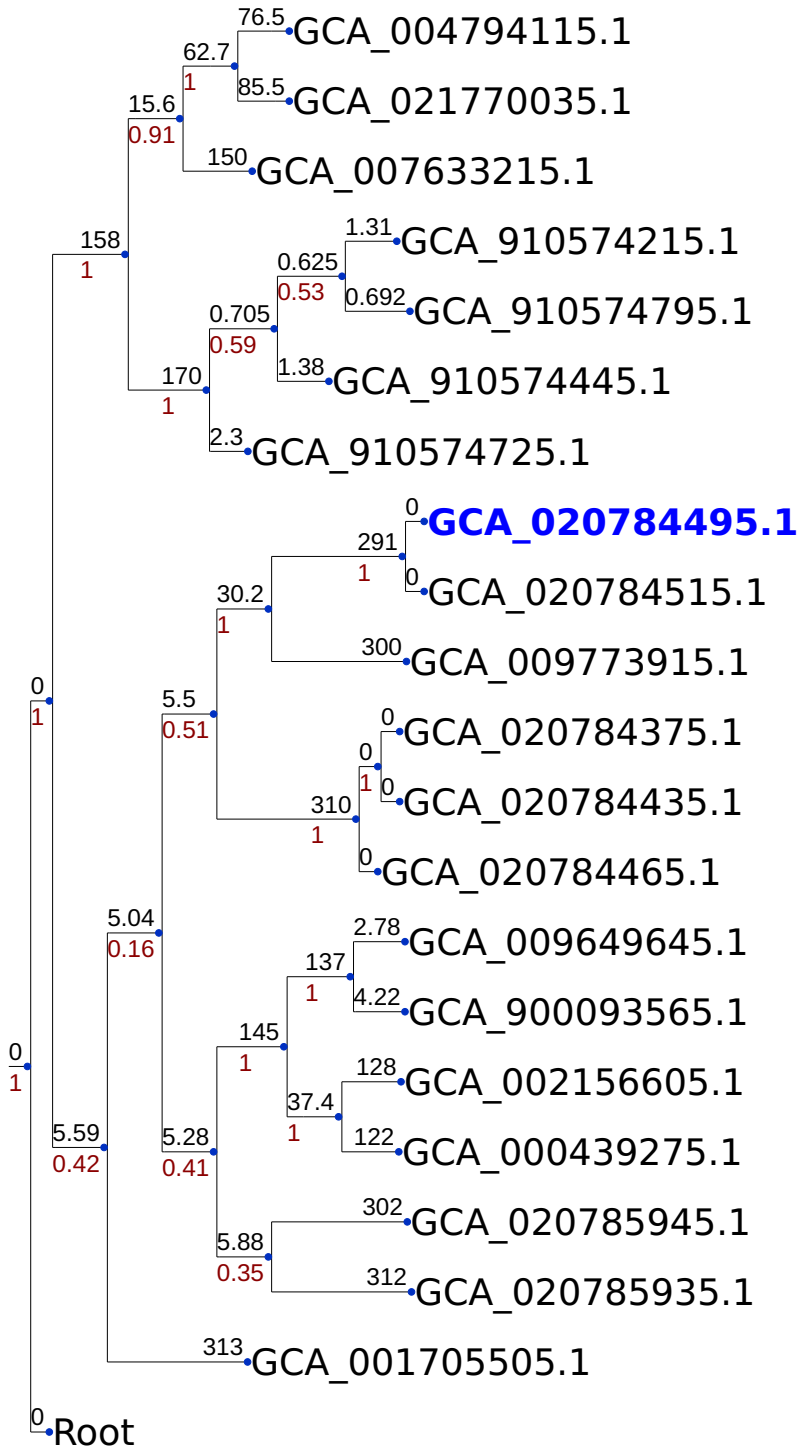 76.5
GCA_004794115.1
62.7
1
85.5
GCA_021770035.1
15.6
0.91
150
GCA_007633215.1
158
1
1.31
GCA_910574215.1
0.625
0.53
0.692
GCA_910574795.1
0.705
0.59
1.38
GCA_910574445.1
170
1
2.3
GCA_910574725.1
0
GCA_020784495.1
291
1
0
GCA_020784515.1
30.2
1
300
GCA_009773915.1
0
1
5.5
0.51
0
GCA_020784375.1
0
1
0
GCA_020784435.1
310
1
0
GCA_020784465.1
5.04
0.16
2.78
GCA_009649645.1
137
1
4.22
GCA_900093565.1
145
1
0
1
128
GCA_002156605.1
37.4
1
122
GCA_000439275.1
5.59
0.42
5.28
0.41
302
GCA_020785945.1
5.88
0.35
312
GCA_020785935.1
313
GCA_001705505.1
0
Root